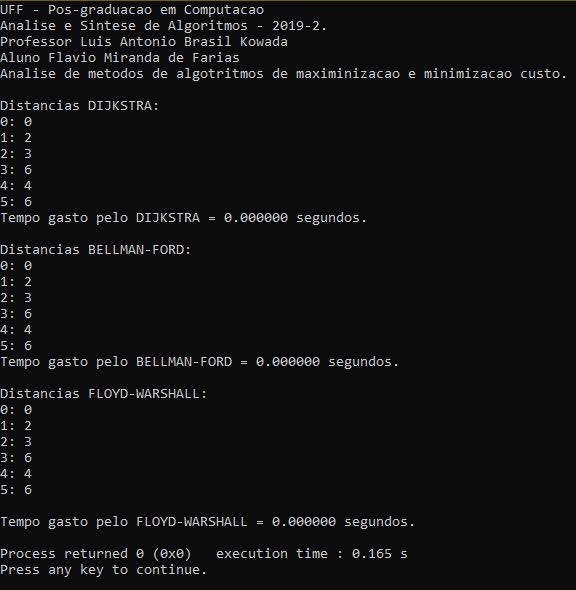 UFF - Pos-graduacao em Computacao
Analise e Sintese de Algoritmos - 2019-2.
Professor Luis Antonio Brasil Kowada
Aluno Flavio Miranda de Farias
Analise de metodos de algotritmos de maximinizacao e minimizacao custo.

Distancias DIJKSTRA:
0: 0
1: 2
2: 3
3: 6
4: 4
5: 6
Tempo gasto pelo DIJKSTRA = 0.000000 segundos.

Distancias BELLMAN-FORD:
0: 0
1: 2
2: 3
3: 6
4: 4
5: 6
Tempo gasto pelo BELLMAN-FORD = 0.000000 segundos.

Distancias FLOYD-WARSHALL:
0: 0
1: 2
2: 3
3: 6
4: 4
5: 6

Tempo gasto pelo FLOYD-WARSHALL = 0.000000 segundos.

Process returned 0 (0x0)   execution time : 0.165 s
Press any key to continue.